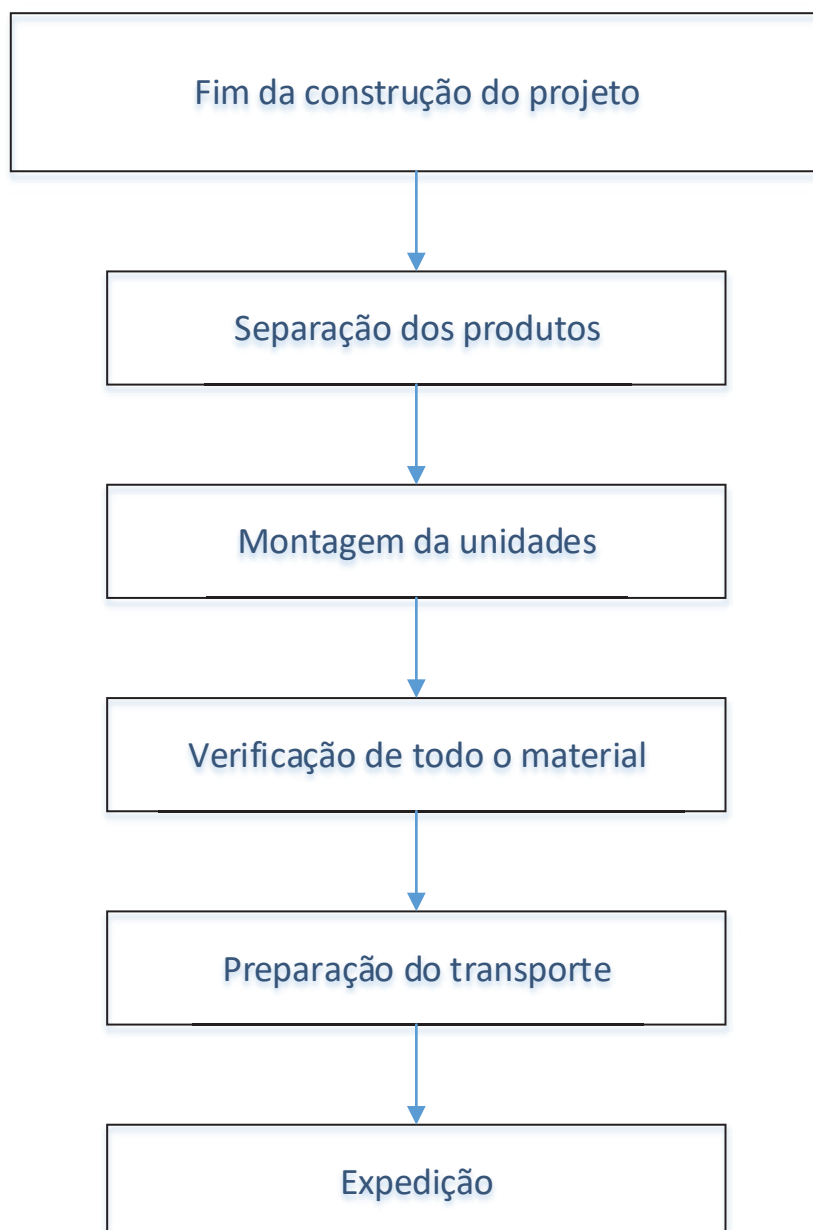 Fim da construção do projeto
Separação dos produtos
Montagem da unidades
Verificação de todo o material
Preparação do transporte
Expedição